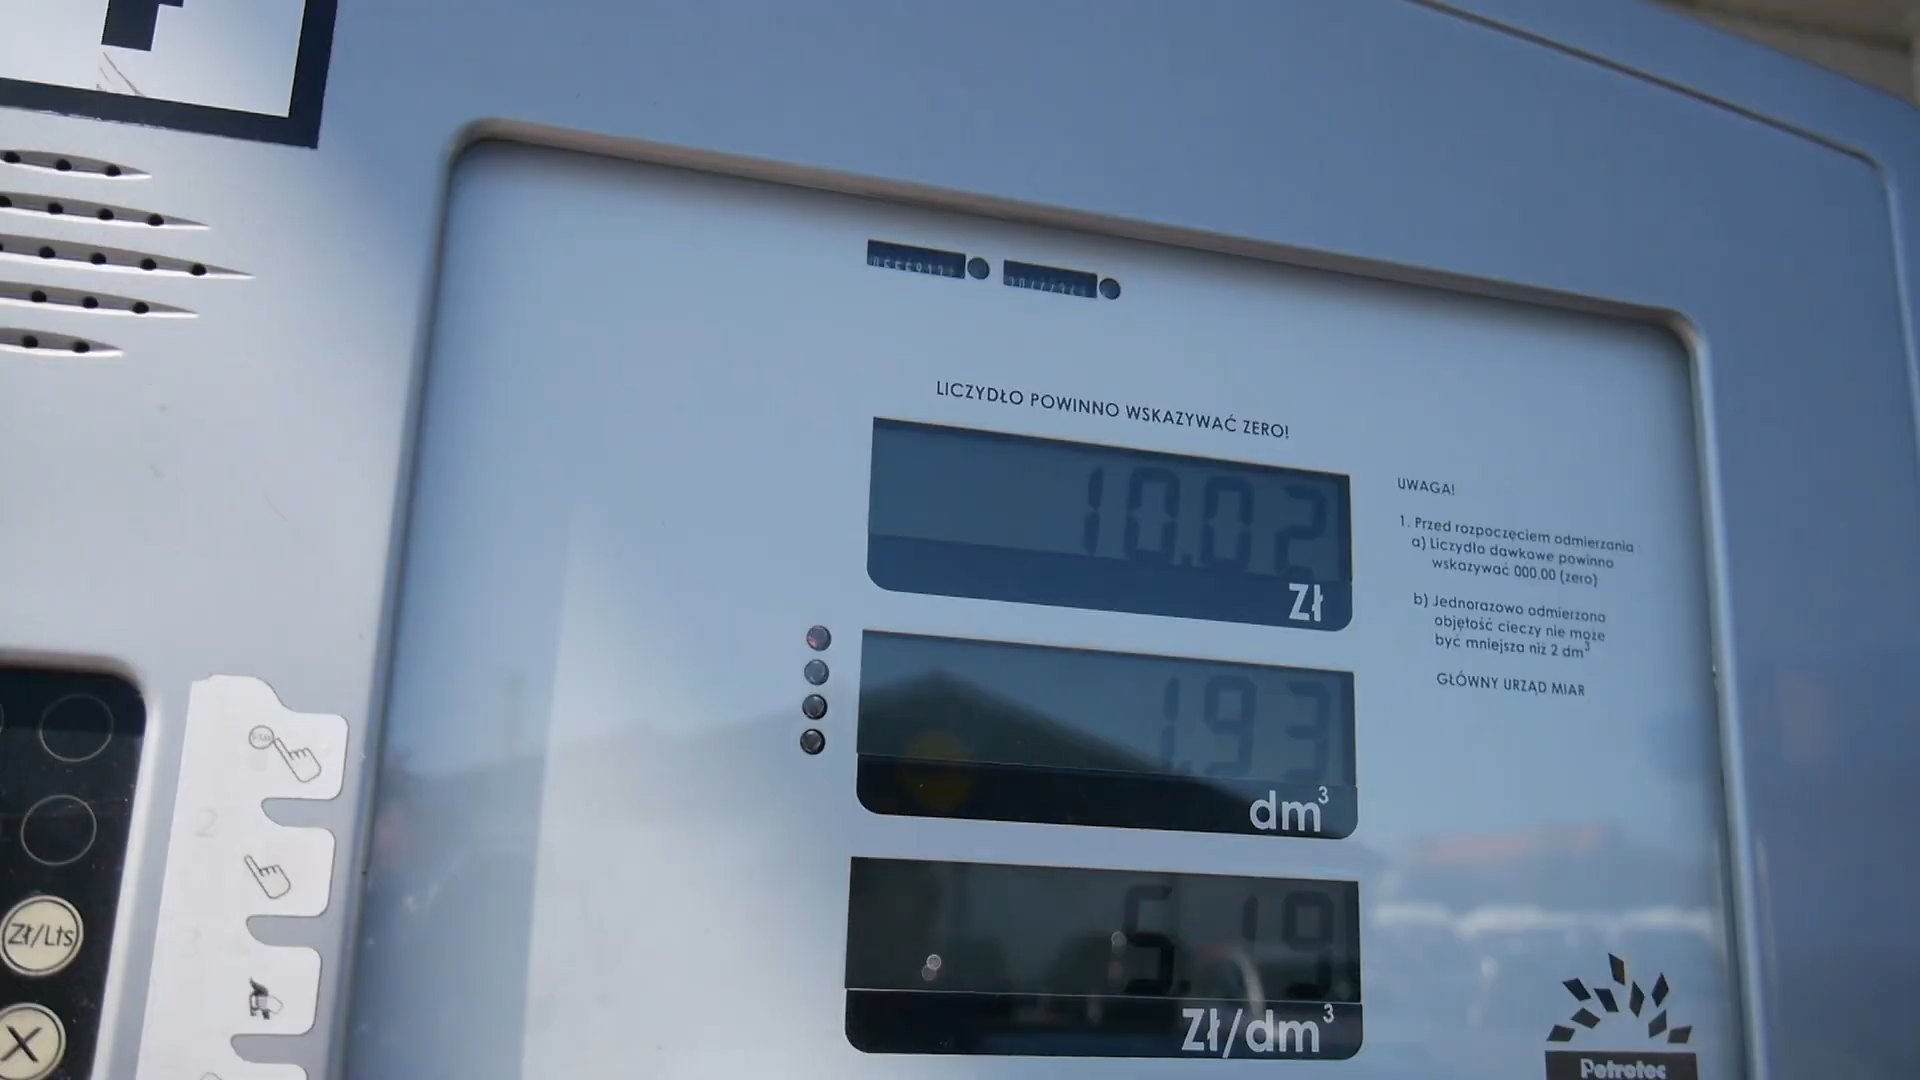 LICZYDŁO POWINNO WSKAZYWAĆ ZERO!
10.02
Zł
1.93
dm³
5.19
Zł/dm³
UWAGA!
1. Przed rozpoczęciem odmierzania :
a) Liczydło dawkowe powinno
wskazywać 000,00 (zero)
b) Jednorazowo odmierzona
objętość cieczy nie może
być mniejsza niż 2 dm³
GŁÓWNY URZĄD MIAR
Petrotec
2
Zł/Lts
X